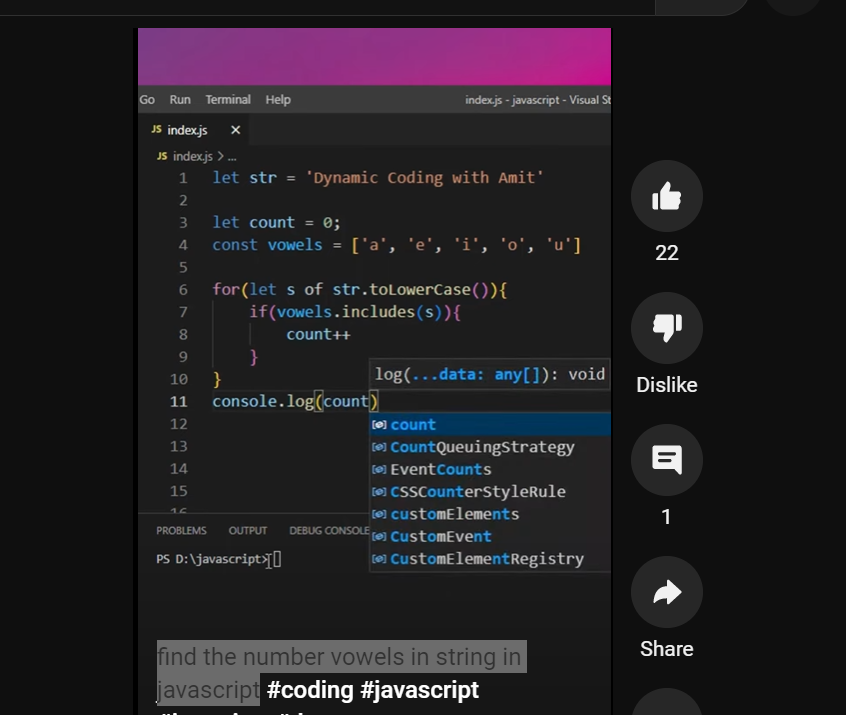 Go Run Terminal Help index.js - javascript - Visual St
JS index.js ✕
JS index.js > ...
1 let str = 'Dynamic Coding with Amit'
2
3 let count = 0;
4 const vowels = ['a', 'e', 'i', 'o', 'u']
5
6 for(let s of str.toLowerCase()){
7 if(vowels.includes(s)){
8 count++
9 }
10 }
11 console.log(count)
12
13
14
15
16
log(...data: any[]): void
count
CountQueuingStrategy
EventCounts
CSSCounterStyleRule
customElements
CustomEvent
CustomElementRegistry
PROBLEMS OUTPUT DEBUG CONSOLE
PS D:\javascript>
find the number vowels in string in
javascript #coding #javascript
22
Dislike
1
Share